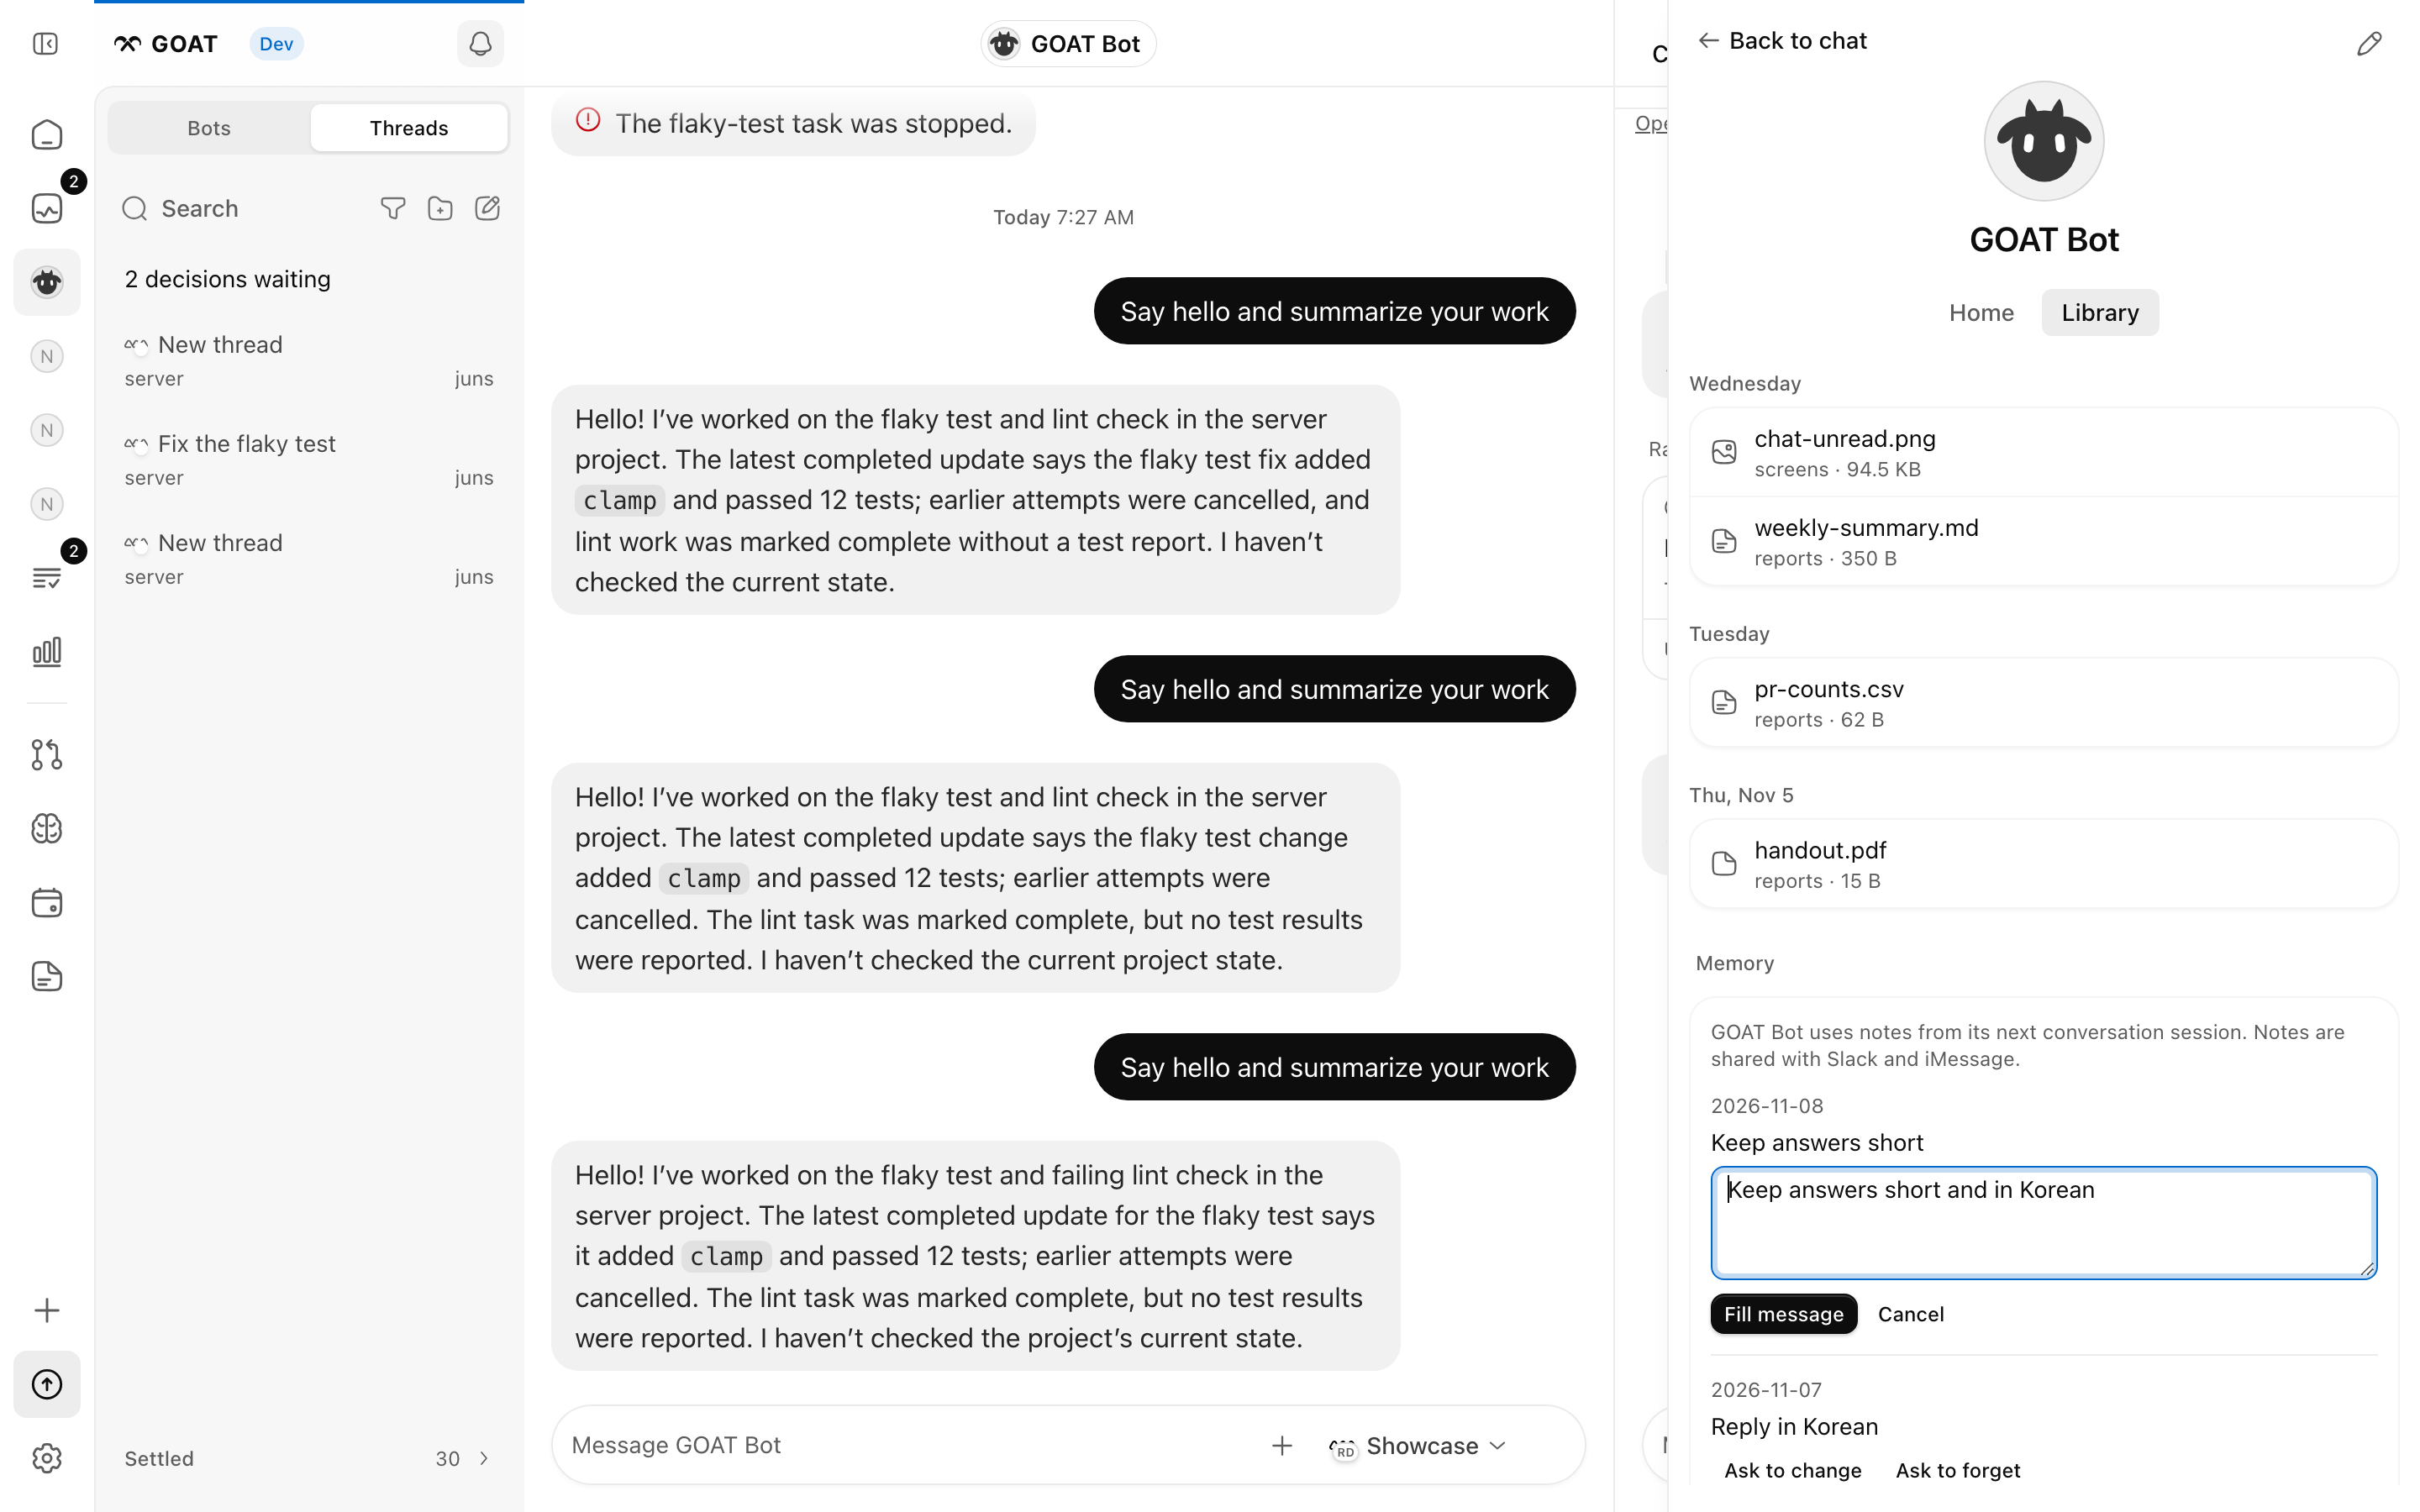 GOAT
Dev
Bots
Threads
Search
2 decisions waiting
New thread
server
juns
Fix the flaky test
server
juns
New thread
server
juns
Settled
30
2
N
N
N
2
GOAT Bot
The flaky-test task was stopped.
Today 7:27 AM
Say hello and summarize your work
Hello! I’ve worked on the flaky test and lint check in the server
project. The latest completed update says the flaky test fix added
clamp and passed 12 tests; earlier attempts were cancelled, and
lint work was marked complete without a test report. I haven’t
checked the current state.
Say hello and summarize your work
Hello! I’ve worked on the flaky test and lint check in the server
project. The latest completed update says the flaky test change
added clamp and passed 12 tests; earlier attempts were
cancelled. The lint task was marked complete, but no test results
were reported. I haven’t checked the current project state.
Say hello and summarize your work
Hello! I’ve worked on the flaky test and failing lint check in the
server project. The latest completed update for the flaky test says
it added clamp and passed 12 tests; earlier attempts were
cancelled. The lint task was marked complete, but no test results
were reported. I haven’t checked the project’s current state.
Message GOAT Bot
RD
Showcase
Back to chat
GOAT Bot
Home
Library
Wednesday
chat-unread.png
screens · 94.5 KB
weekly-summary.md
reports · 350 B
Tuesday
pr-counts.csv
reports · 62 B
Thu, Nov 5
handout.pdf
reports · 15 B
Memory
GOAT Bot uses notes from its next conversation session. Notes are
shared with Slack and iMessage.
2026-11-08
Keep answers short
Keep answers short and in Korean
Fill message
Cancel
2026-11-07
Reply in Korean
Ask to change
Ask to forget